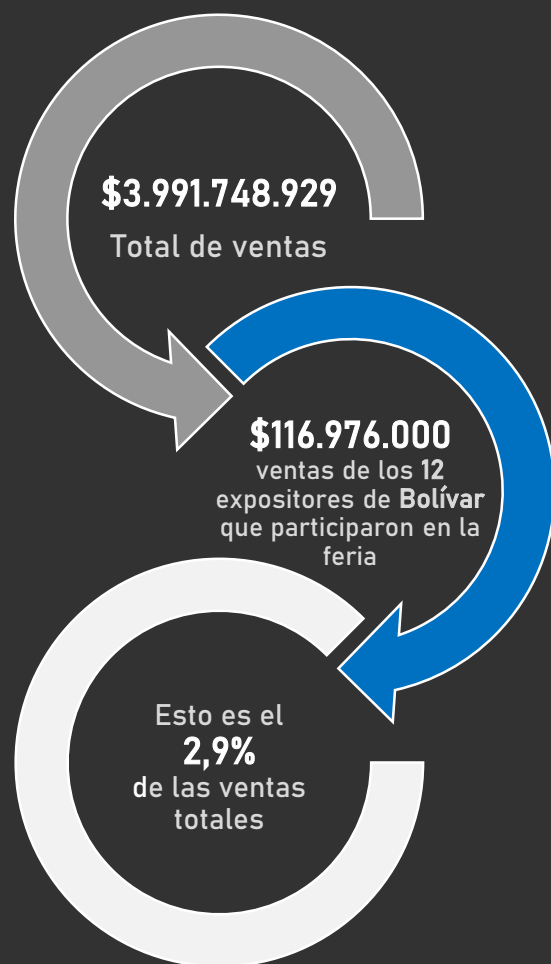 $3.991.748.929
Total de ventas
$116.976.000
ventas de los 12
expositores de Bolívar
que participaron en la
feria
Esto es el
2,9%
de las ventas
totales